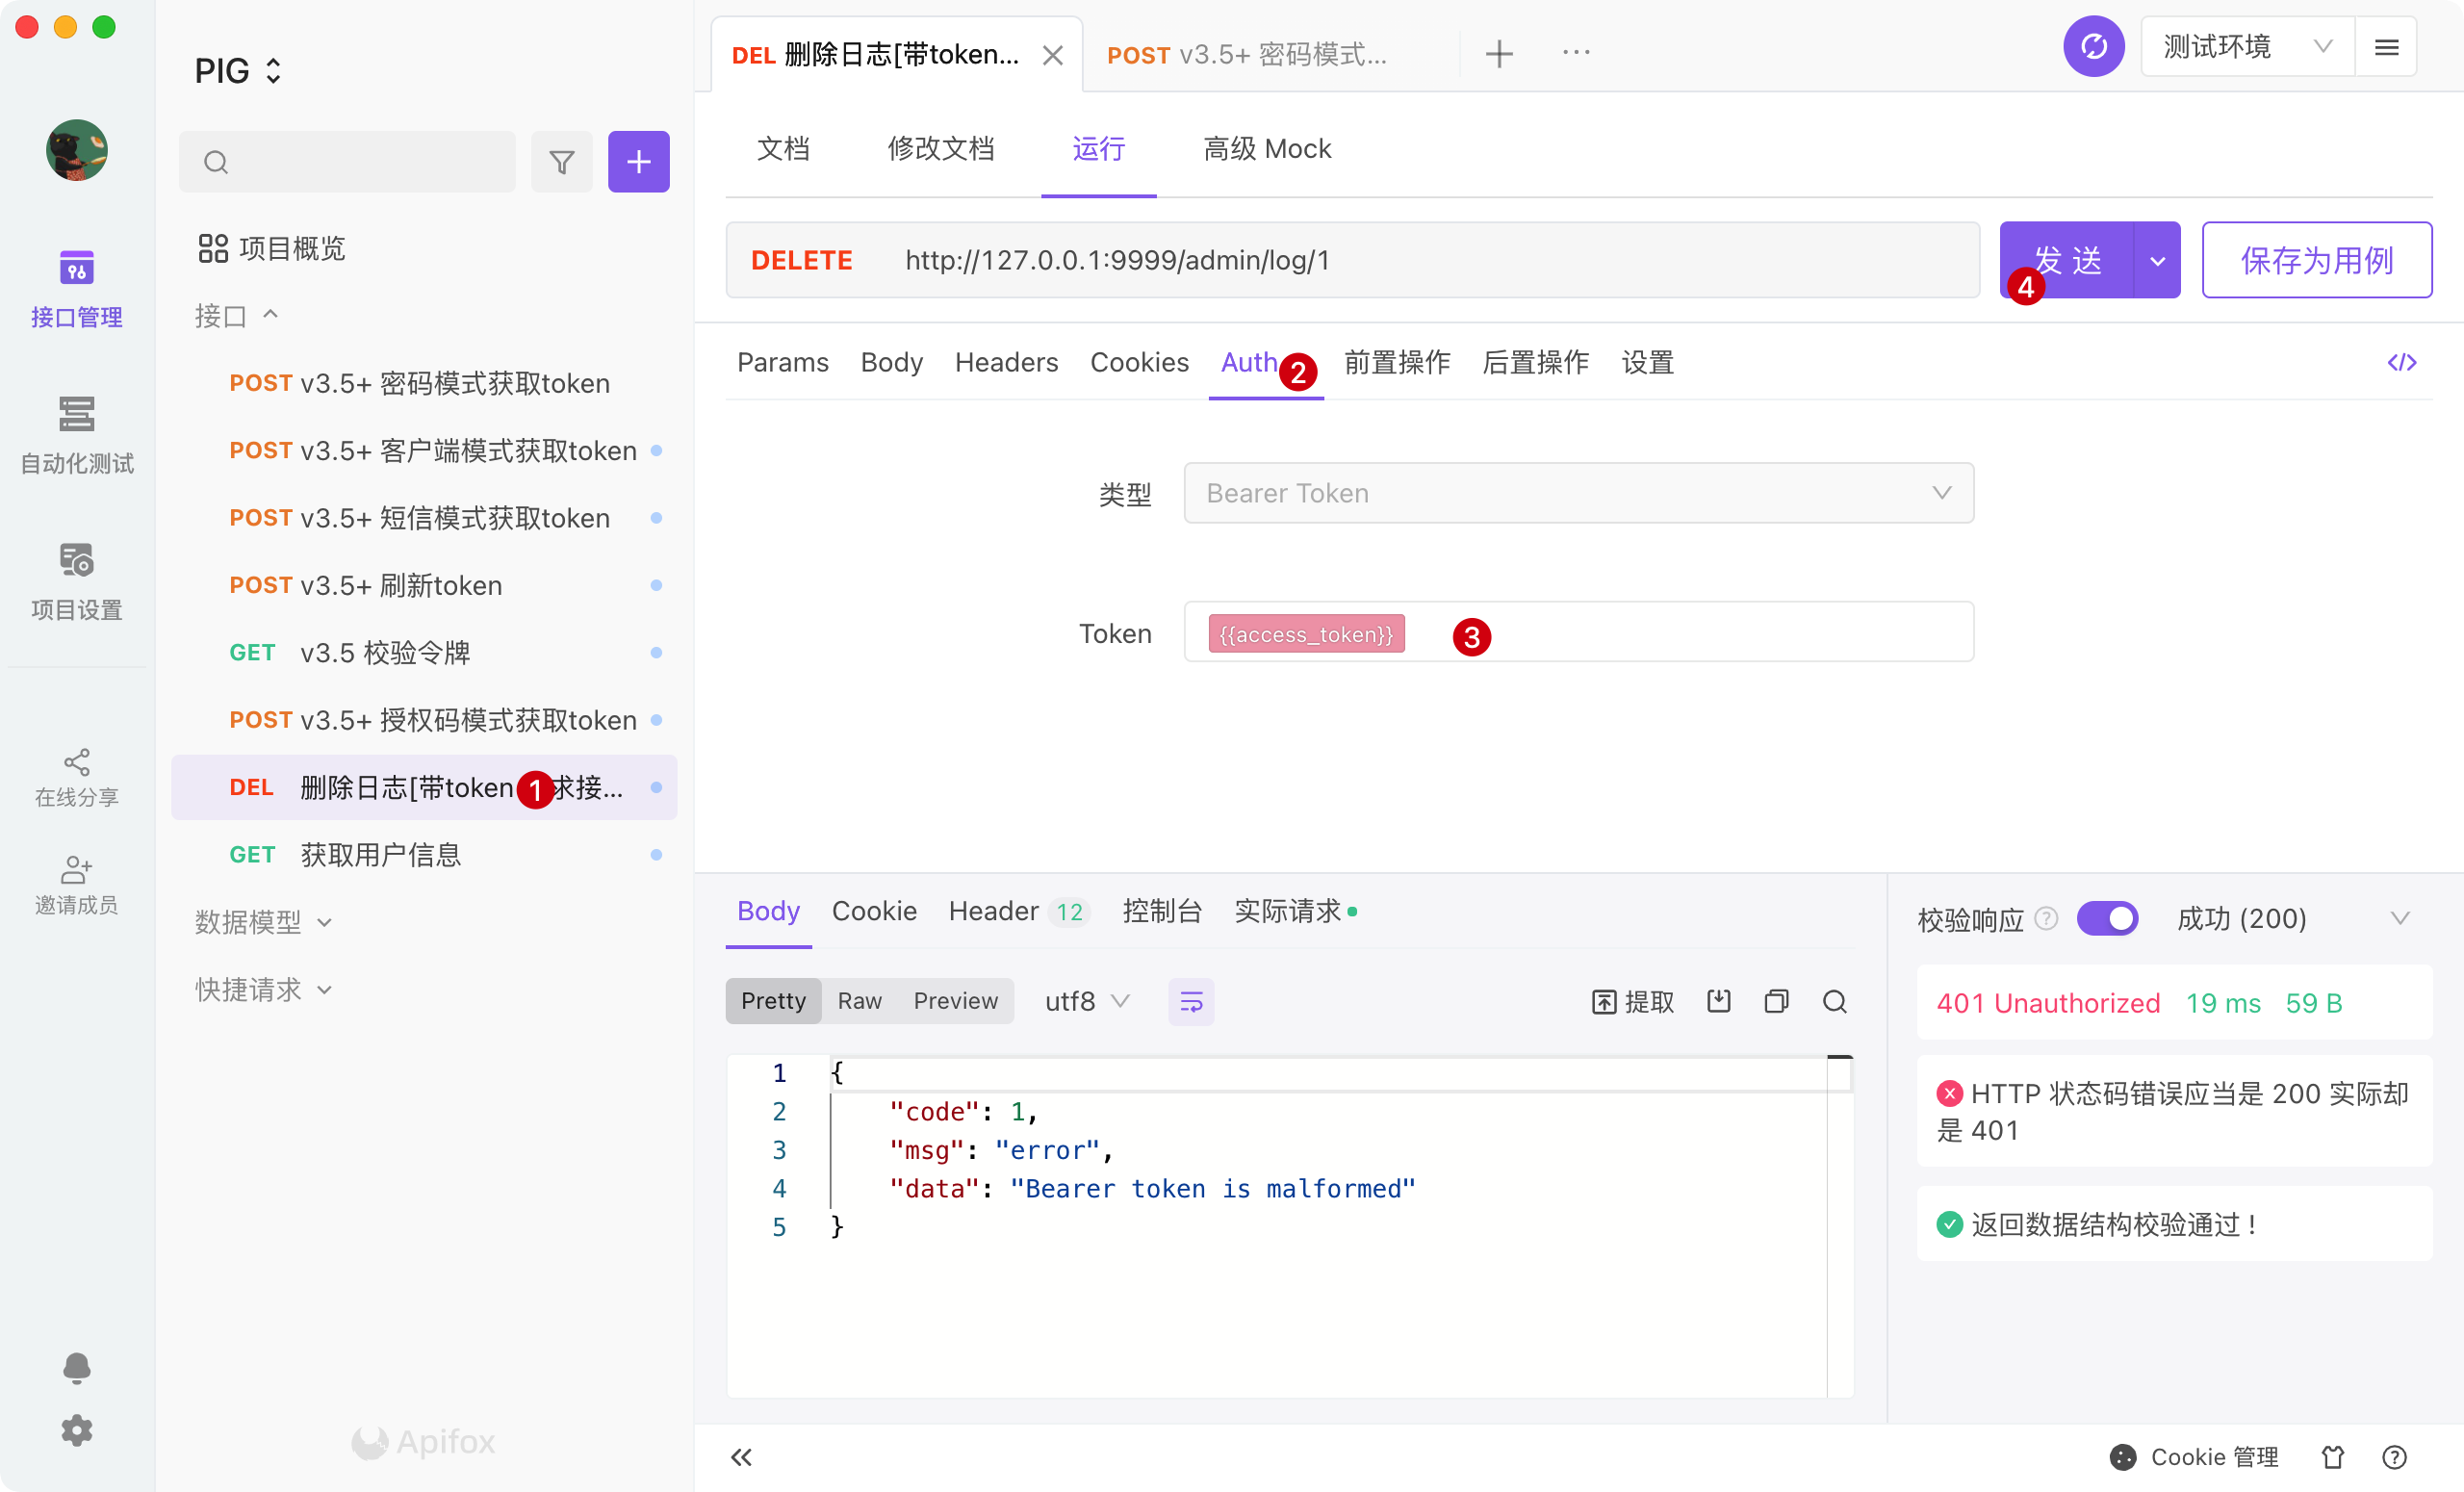 PIG
项目概览
接口
POST v3.5+ 密码模式获取token
POST v3.5+ 客户端模式获取token
POST v3.5+ 短信模式获取token
POST v3.5+ 刷新token
GET v3.5 校验令牌
POST v3.5+ 授权码模式获取token
DEL 删除日志[带token 1 求接...
GET 获取用户信息
数据模型
快捷请求
Apifox
接口管理
自动化测试
项目设置
在线分享
邀请成员
DEL 删除日志[带token... POST v3.5+ 密码模式... ···
测试环境
文档 修改文档 运行 高级 Mock
DELETE http://127.0.0.1:9999/admin/log/1
发 送 4 保存为用例
Params Body Headers Cookies Auth 2 前置操作 后置操作 设置 </>
类型 Bearer Token
Token {{access_token}} 3
Body Cookie Header 12 控制台 实际请求
Pretty Raw Preview utf8 提取
1 {
2 "code": 1,
3 "msg": "error",
4 "data": "Bearer token is malformed"
5 }
校验响应 ? 成功 (200)
401 Unauthorized 19 ms 59 B
HTTP 状态码错误应当是 200 实际却
是 401
返回数据结构校验通过！
Cookie 管理 ?